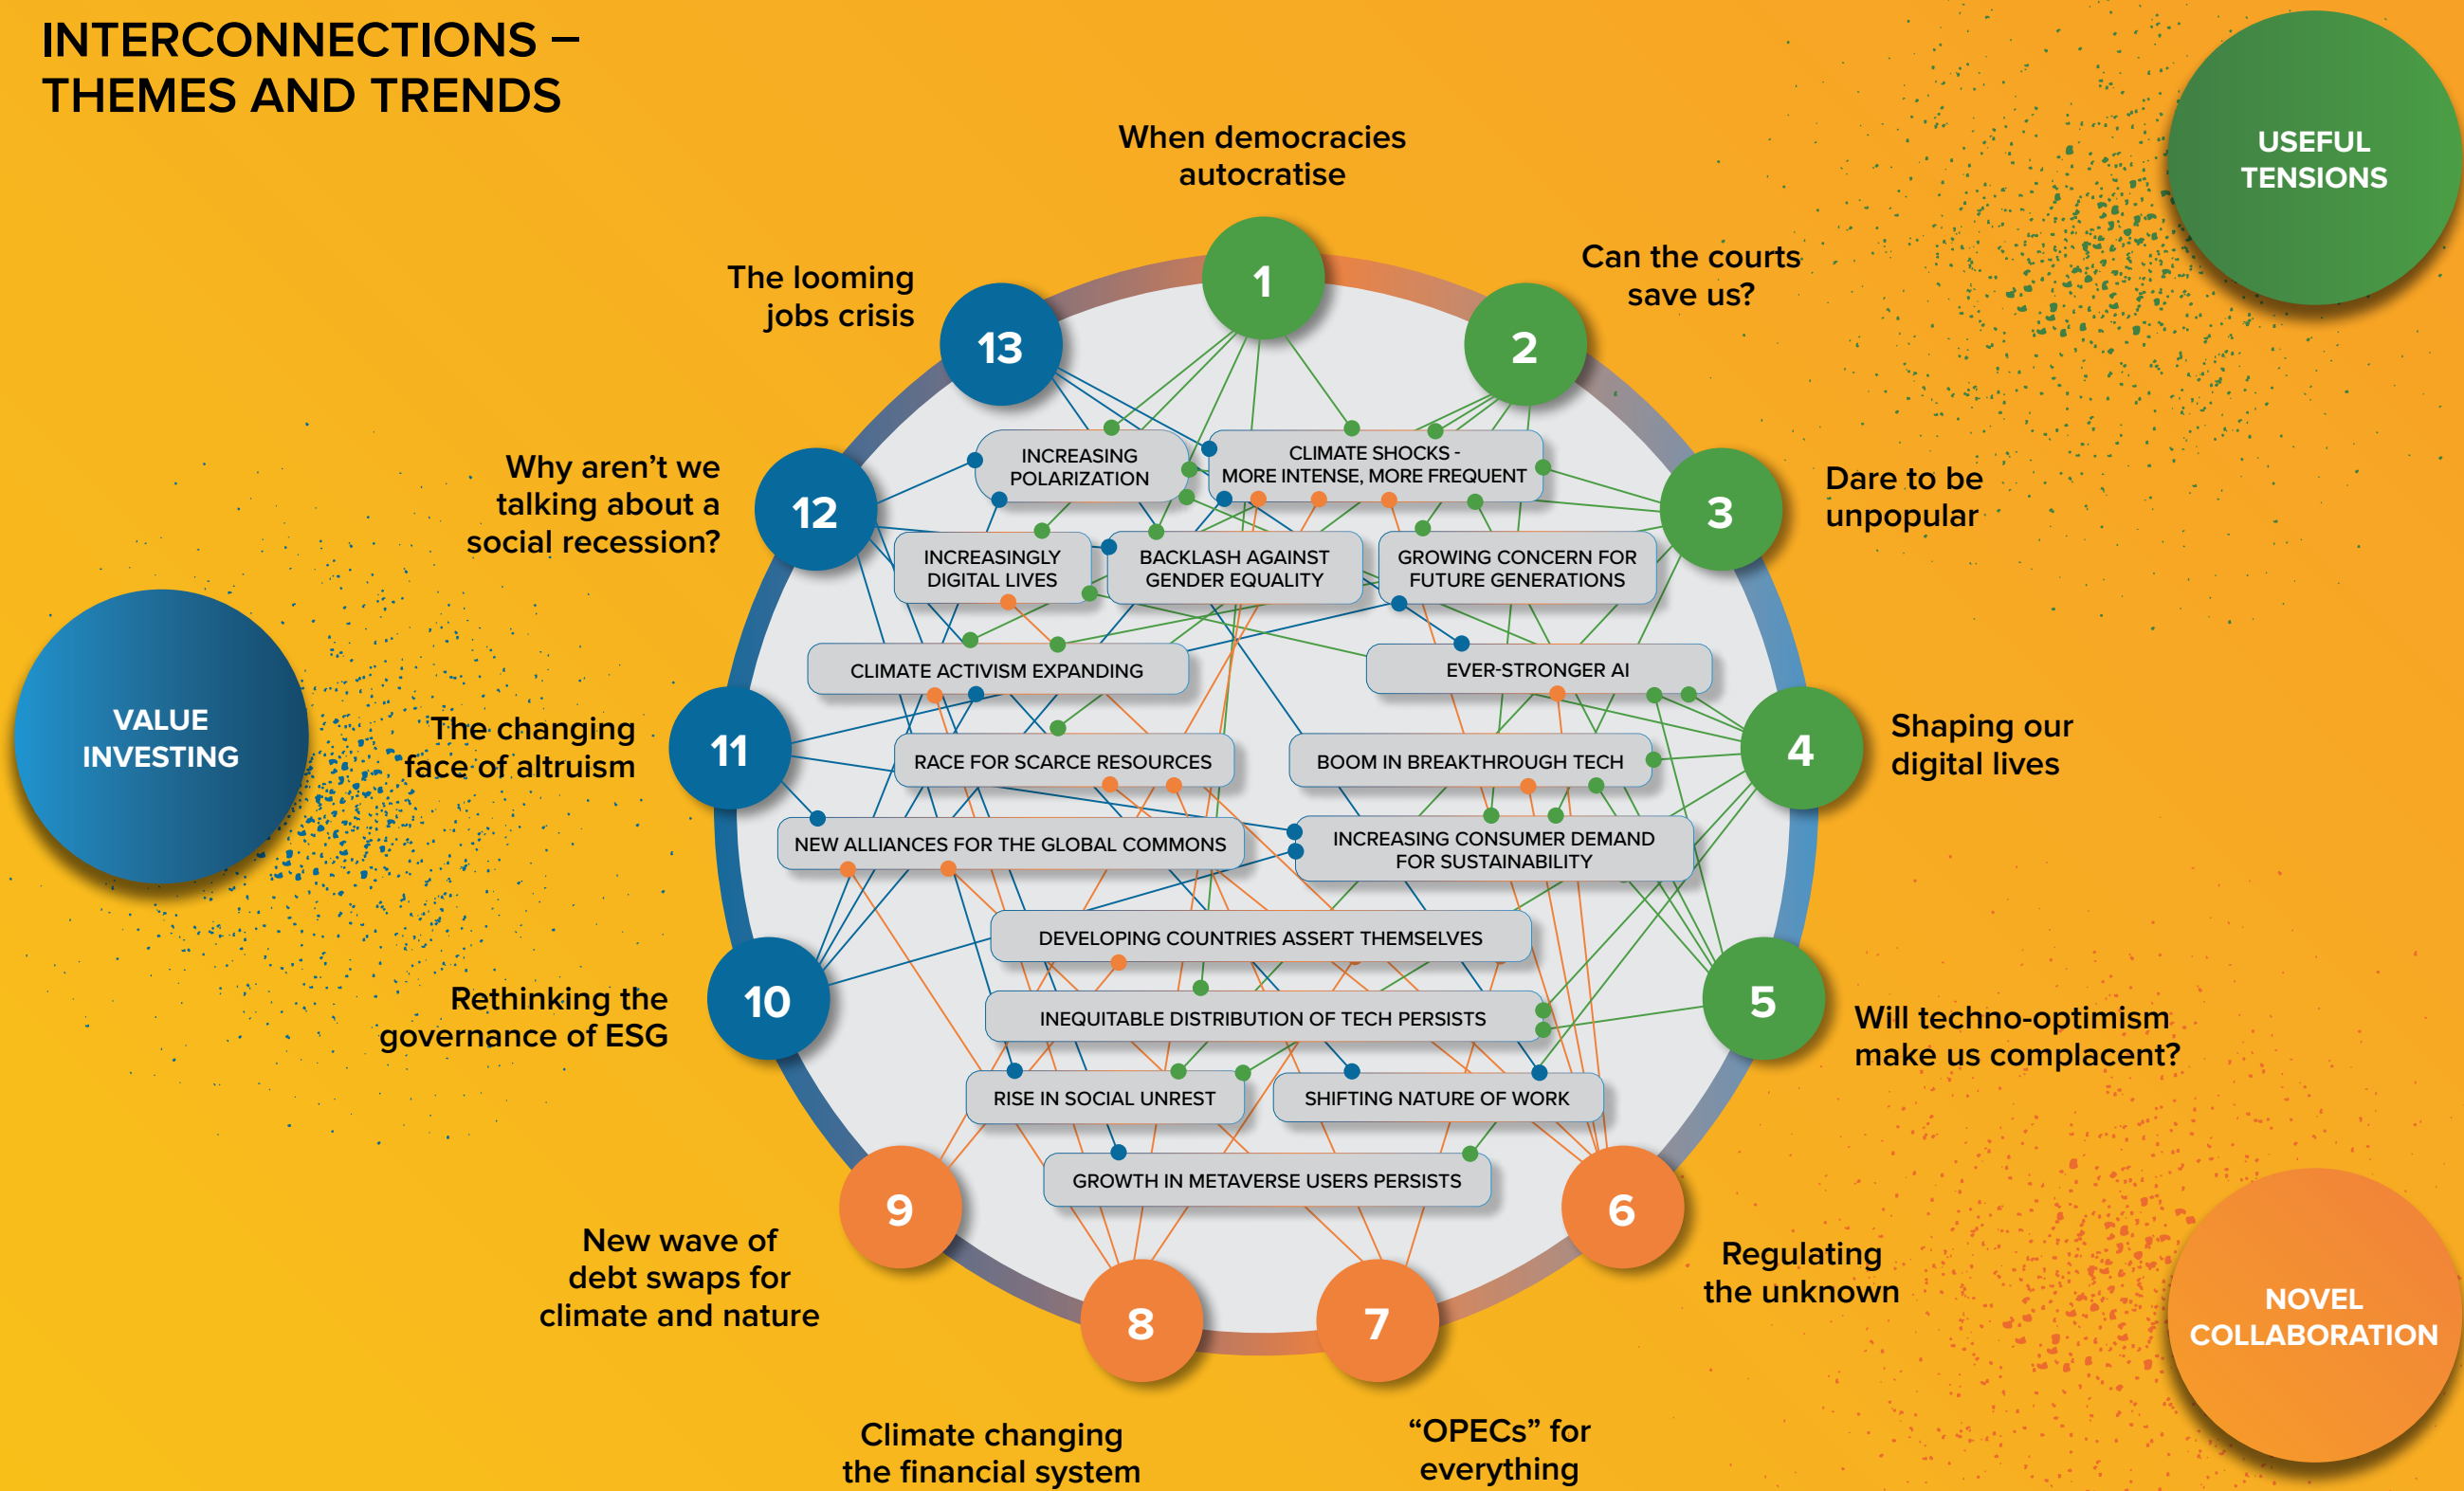 INTERCONNECTIONS –
THEMES AND TRENDS
USEFUL
TENSIONS
VALUE
INVESTING
NOVEL
COLLABORATION
When democracies
autocratise
1
Can the courts
save us?
2
Dare to be
unpopular
3
Shaping our
digital lives
4
Will techno-optimism
make us complacent?
5
Regulating
the unknown
6
“OPECs” for
everything
7
Climate changing
the financial system
8
New wave of
debt swaps for
climate and nature
9
Rethinking the
governance of ESG
10
The changing
face of altruism
11
Why aren’t we
talking about a
social recession?
12
The looming
jobs crisis
13
INCREASING
POLARIZATION
CLIMATE SHOCKS -
MORE INTENSE, MORE FREQUENT
INCREASINGLY
DIGITAL LIVES
BACKLASH AGAINST
GENDER EQUALITY
GROWING CONCERN FOR
FUTURE GENERATIONS
CLIMATE ACTIVISM EXPANDING
EVER-STRONGER AI
RACE FOR SCARCE RESOURCES
BOOM IN BREAKTHROUGH TECH
NEW ALLIANCES FOR THE GLOBAL COMMONS
INCREASING CONSUMER DEMAND
FOR SUSTAINABILITY
DEVELOPING COUNTRIES ASSERT THEMSELVES
INEQUITABLE DISTRIBUTION OF TECH PERSISTS
RISE IN SOCIAL UNREST
SHIFTING NATURE OF WORK
GROWTH IN METAVERSE USERS PERSISTS